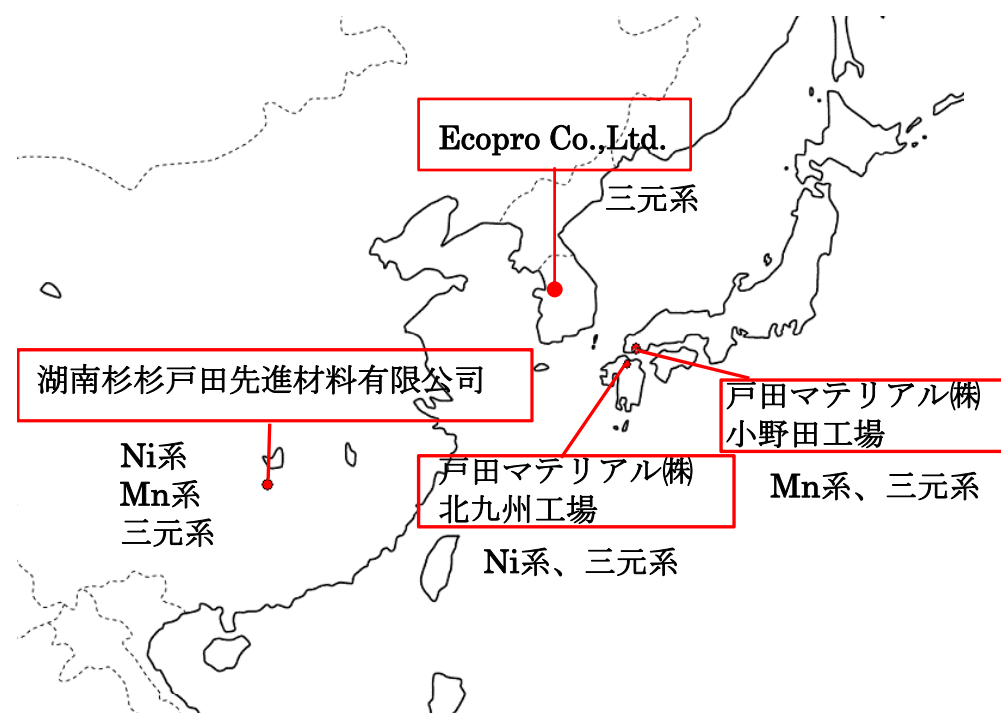 Ecopro Co.,Ltd.
三元系
湖南杉杉戸田先進材料有限公司
Ni系
Mn系
三元系
戸田マテリアル㈱
北九州工場
Ni系、三元系
戸田マテリアル㈱
小野田工場
Mn系、三元系